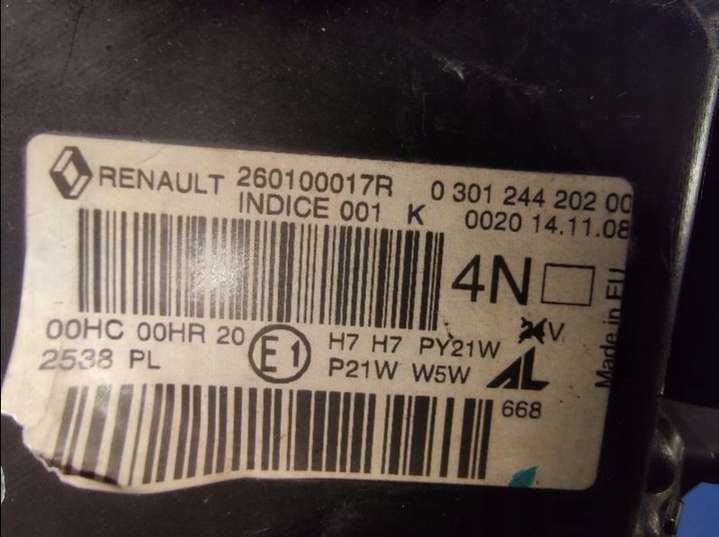 RENAULT 260100017R 0 301 244 202 00
INDICE 001 K 0020 14.11.08
4N
Made in EU
00HC 00HR 20 E1 H7 H7 PY21W 24V
2538 PL P21W W5W AL
668